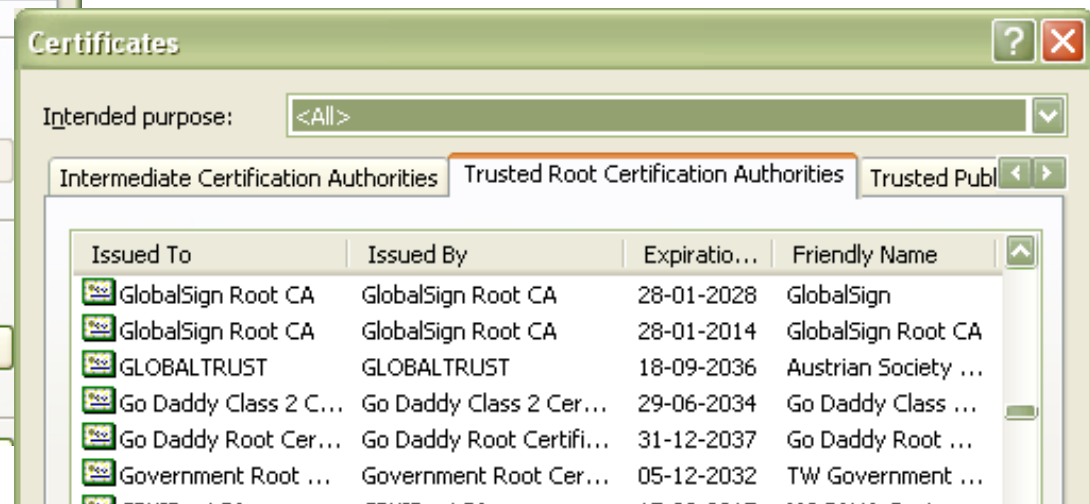 Certificates
Intended purpose: <All>
Intermediate Certification Authorities Trusted Root Certification Authorities Trusted Publ
Issued To Issued By Expiratio... Friendly Name
GlobalSign Root CA GlobalSign Root CA 28-01-2028 GlobalSign
GlobalSign Root CA GlobalSign Root CA 28-01-2014 GlobalSign Root CA
GLOBALTRUST GLOBALTRUST 18-09-2036 Austrian Society ...
Go Daddy Class 2 C... Go Daddy Class 2 Cer... 29-06-2034 Go Daddy Class ...
Go Daddy Root Cer... Go Daddy Root Certifi... 31-12-2037 Go Daddy Root ...
Government Root ... Government Root Cer... 05-12-2032 TW Government ...